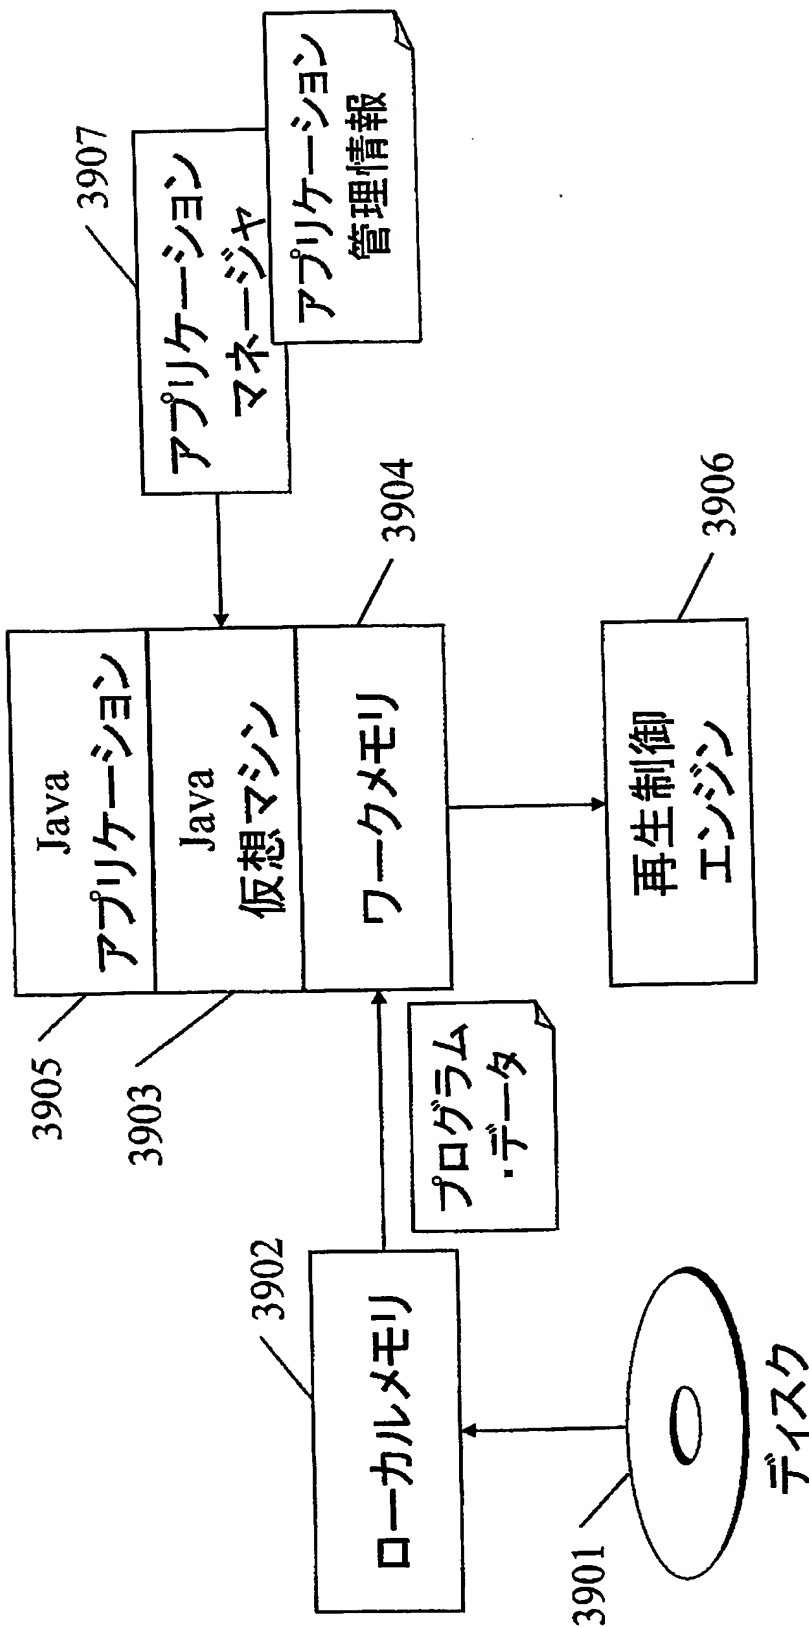 3905
Java
アプリケーション
3903
Java
仮想マシン
ワークメモリ
3904
3907
アプリケーション
マネージャ
アプリケーション
管理情報
3902
ローカルメモリ
プログラム
・データ
再生制御
エンジン
3906
3901
ディスク